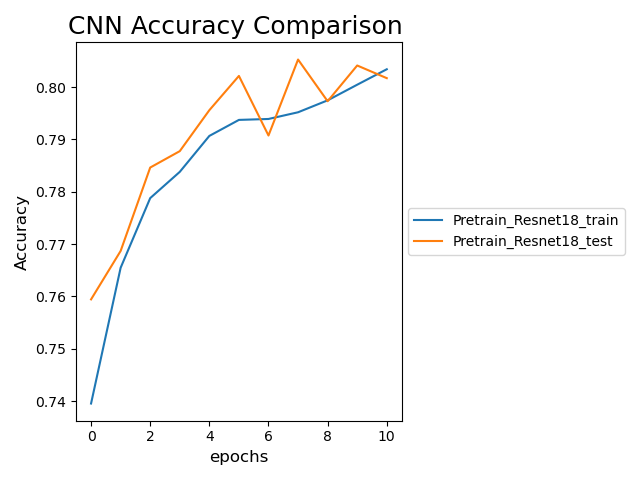 CNN Accuracy Comparison
0.80
0.79
0.78
0.77
0.76
0.75
0.74
Accuracy
0 2 4 6 8 10
epochs
Pretrain_Resnet18_train
Pretrain_Resnet18_test